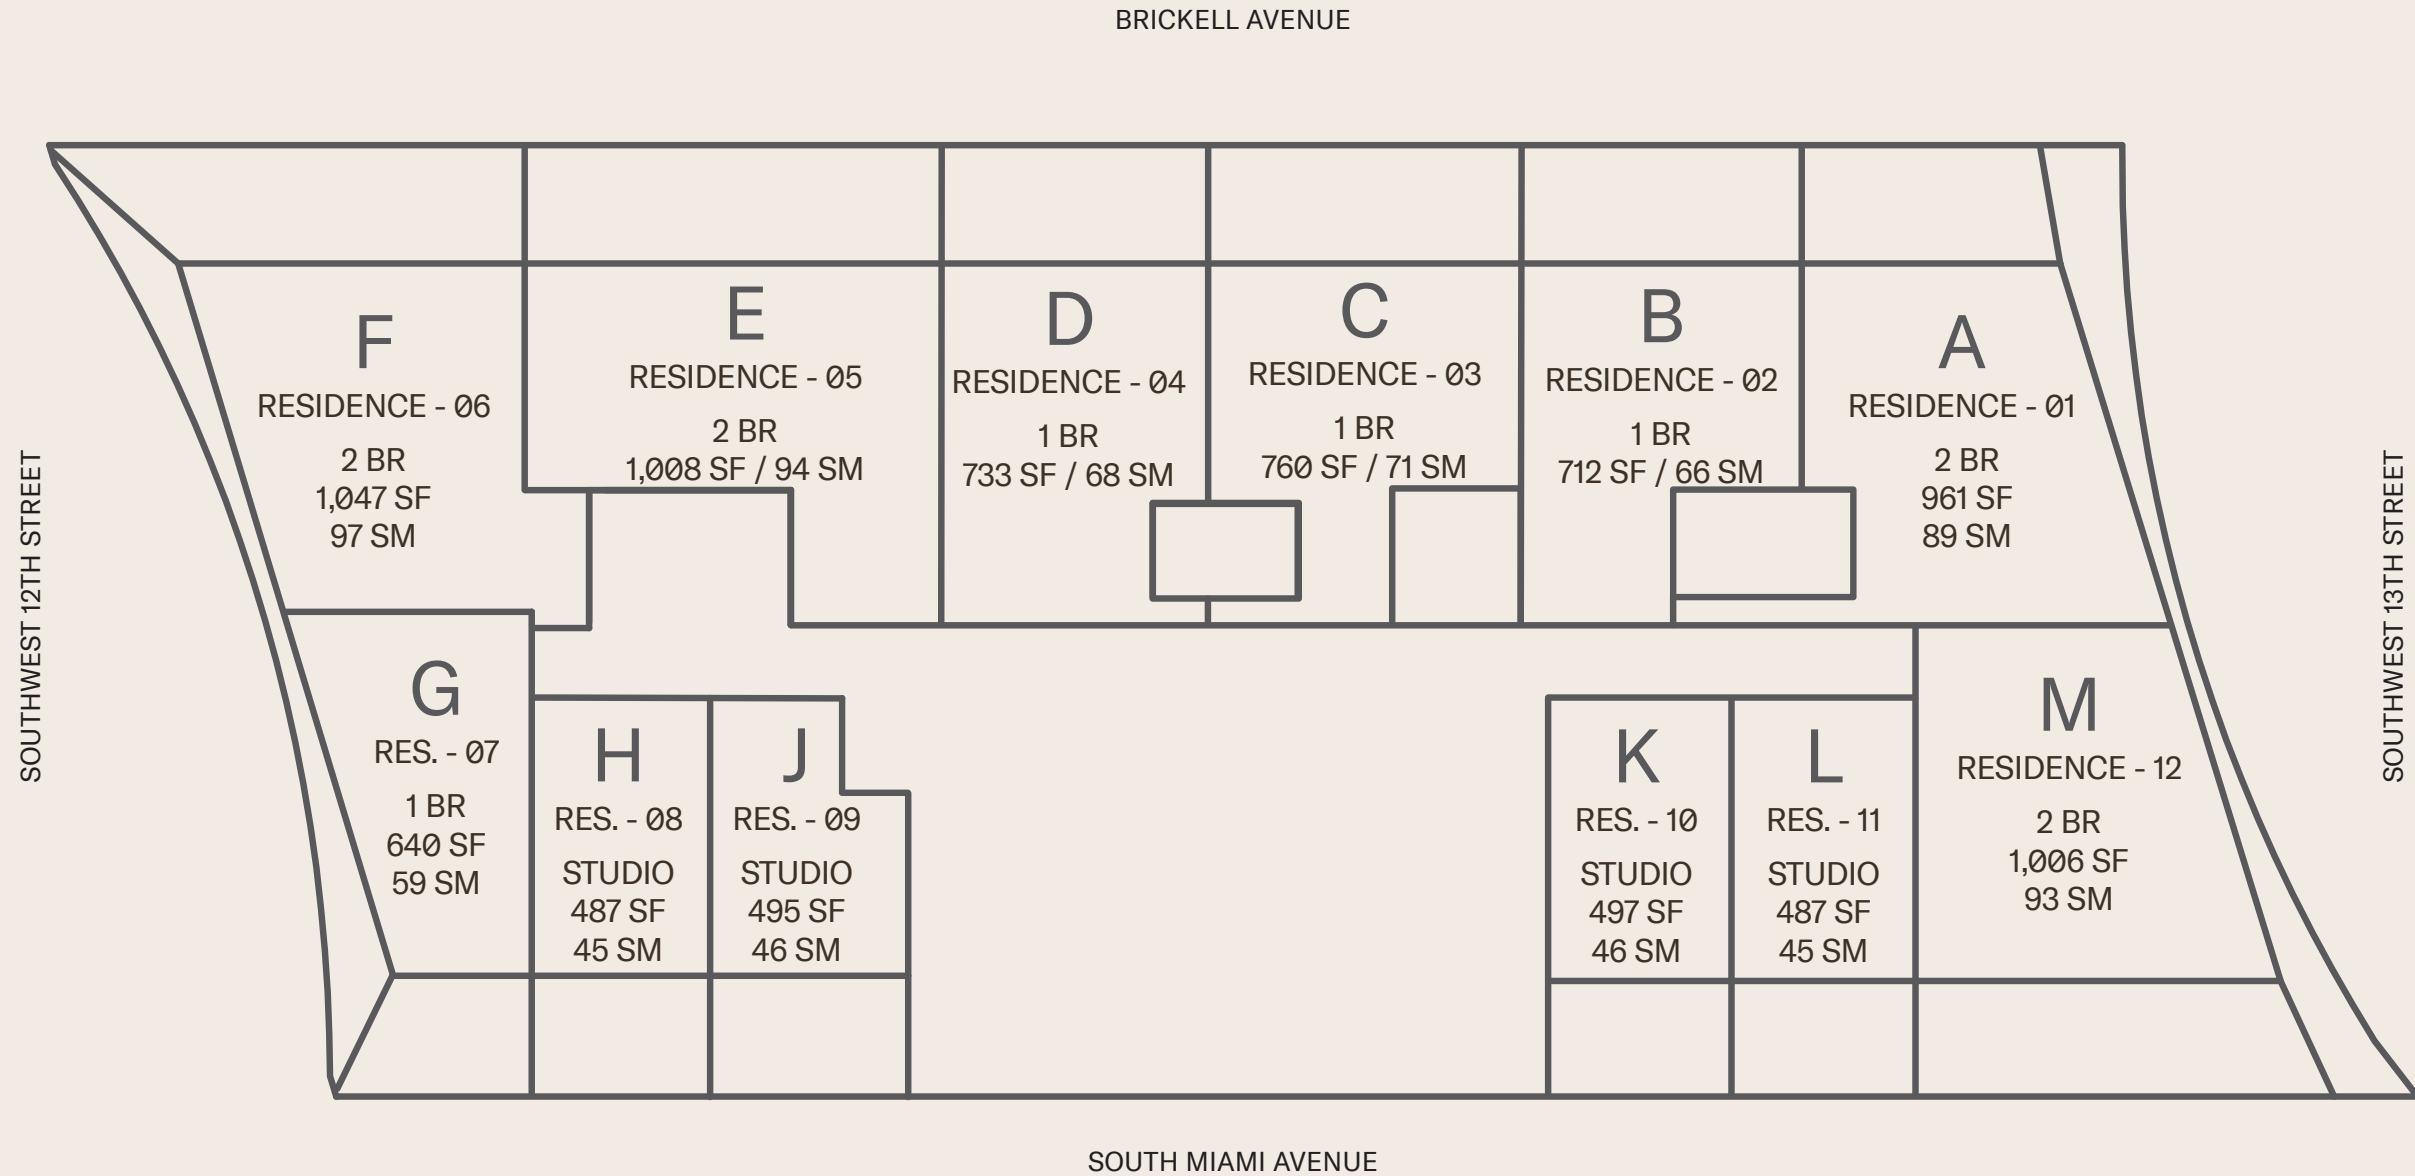 BRICKELL AVENUE
SOUTHWEST 12TH STREET
F
RESIDENCE - 06
2 BR
1,047 SF
97 SM
E
RESIDENCE - 05
2 BR
1,008 SF / 94 SM
D
RESIDENCE - 04
1 BR
733 SF / 68 SM
C
RESIDENCE - 03
1 BR
760 SF / 71 SM
B
RESIDENCE - 02
1 BR
712 SF / 66 SM
A
RESIDENCE - 01
2 BR
961 SF
89 SM
SOUTHWEST 13TH STREET
G
RES. - 07
1 BR
640 SF
59 SM
H
RES. - 08
STUDIO
487 SF
45 SM
J
RES. - 09
STUDIO
495 SF
46 SM
K
RES. - 10
STUDIO
497 SF
46 SM
L
RES. - 11
STUDIO
487 SF
45 SM
M
RESIDENCE - 12
2 BR
1,006 SF
93 SM
SOUTH MIAMI AVENUE